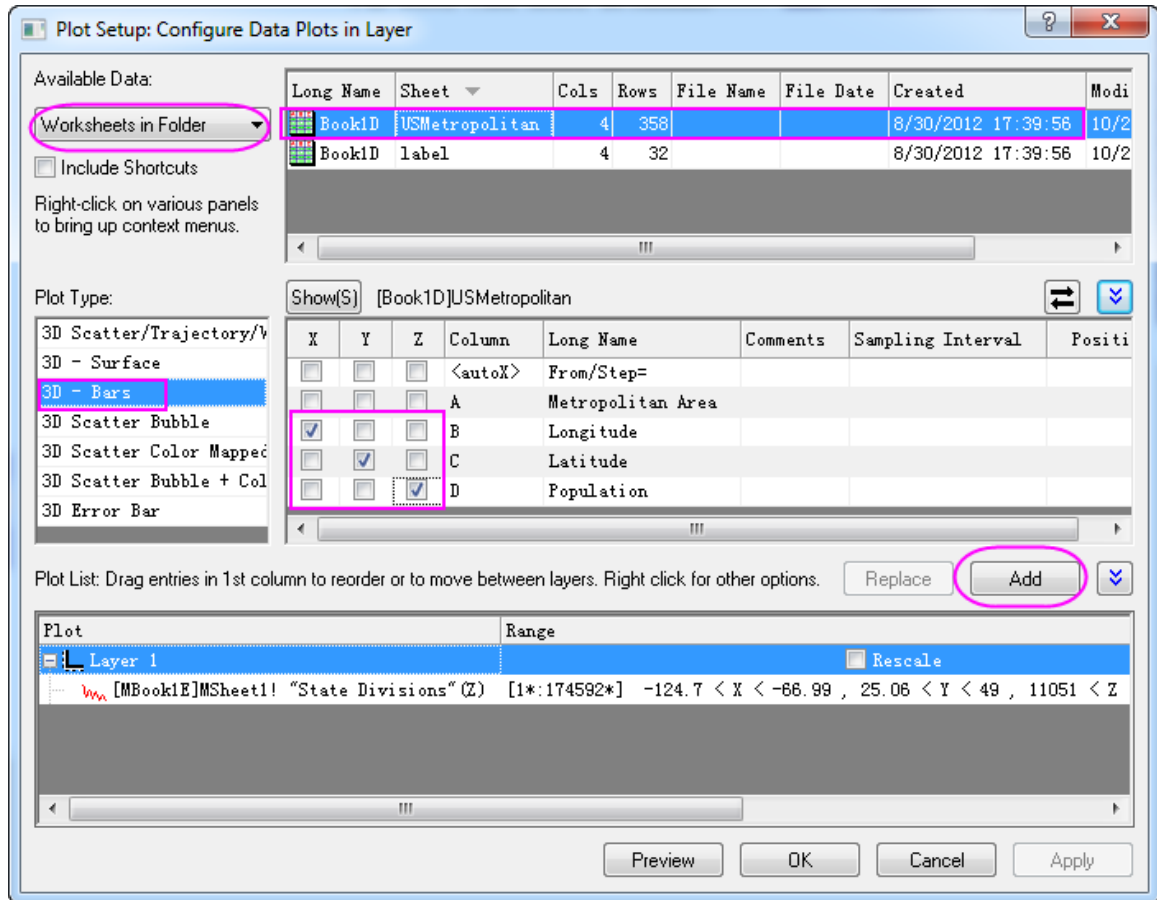 Plot Setup: Configure Data Plots in Layer
Available Data:
Worksheets in Folder
Include Shortcuts
Right-click on various panels
to bring up context menus.
Long Name Sheet Cols Rows File Name File Date Created Modi
Book1D USMetropolitan 4 358 8/30/2012 17:39:56 10/2
Book1D label 4 32 8/30/2012 17:39:56 10/2
Plot Type:
3D Scatter/Trajectory/V
3D - Surface
3D - Bars
3D Scatter Bubble
3D Scatter Color Mapped
3D Scatter Bubble + Col
3D Error Bar
Show(S) [Book1D]USMetropolitan
X Y Z Column Long Name Comments Sampling Interval Positi
<autoX> From/Step=
A Metropolitan Area
B Longitude
C Latitude
D Population
Plot List: Drag entries in 1st column to reorder or to move between layers. Right click for other options.
Replace Add
Plot Range
Layer 1 Rescale
[MBook1E]MSheet1! "State Divisions"(Z) [1*:174592*] -124.7 < X < -66.99 , 25.06 < Y < 49 , 11051 < Z
Preview OK Cancel Apply